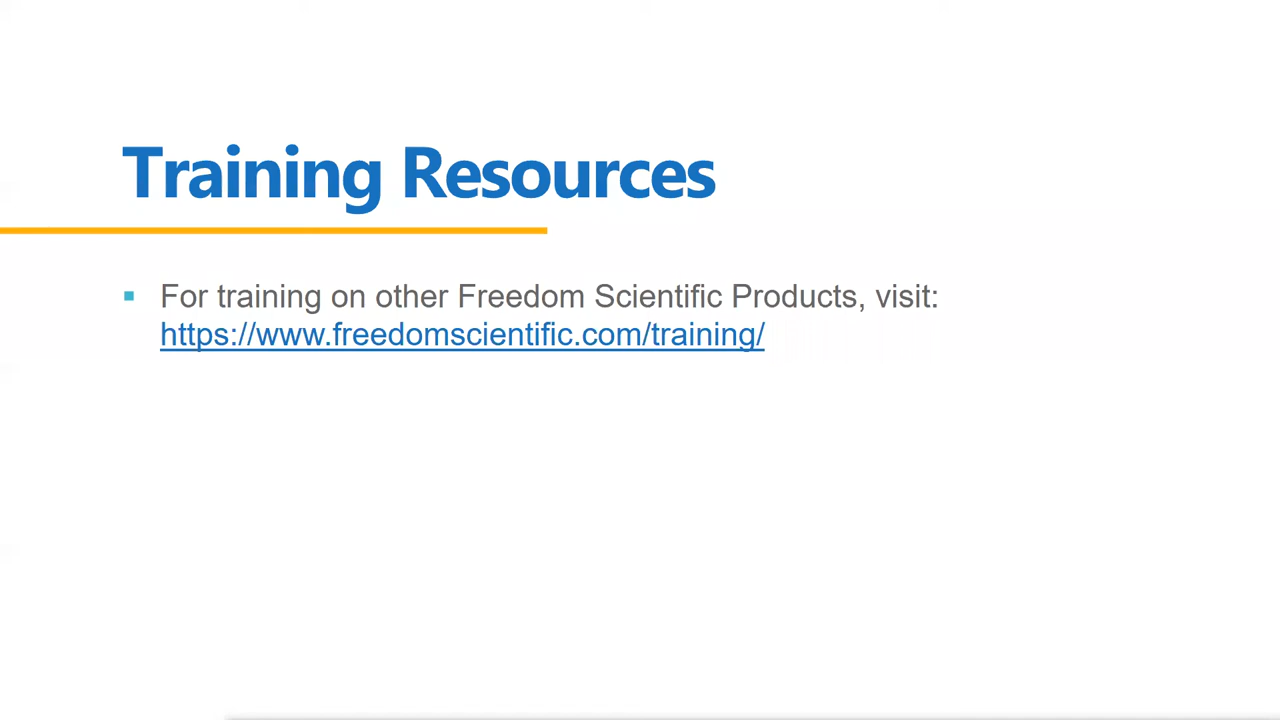 Training Resources
▪ For training on other Freedom Scientific Products, visit:
https://www.freedomscientific.com/training/